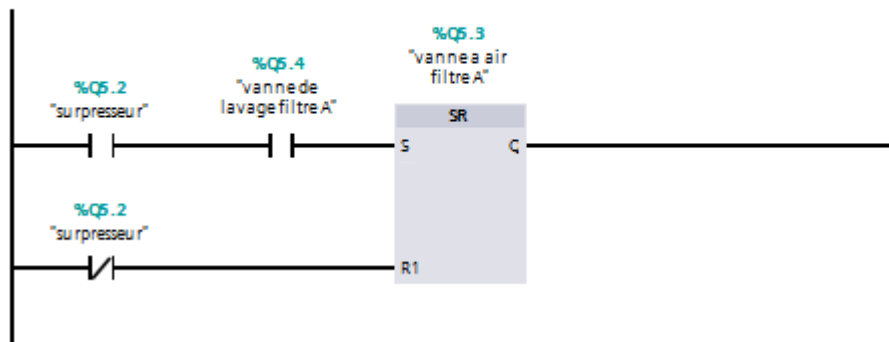 %Q5.3
"vanne a air
filtre A"
%Q5.4
"vanne de
lavage filtre A"
%Q5.2
"surpresseur"
SR
S
Q
%Q5.2
"surpresseur"
R1